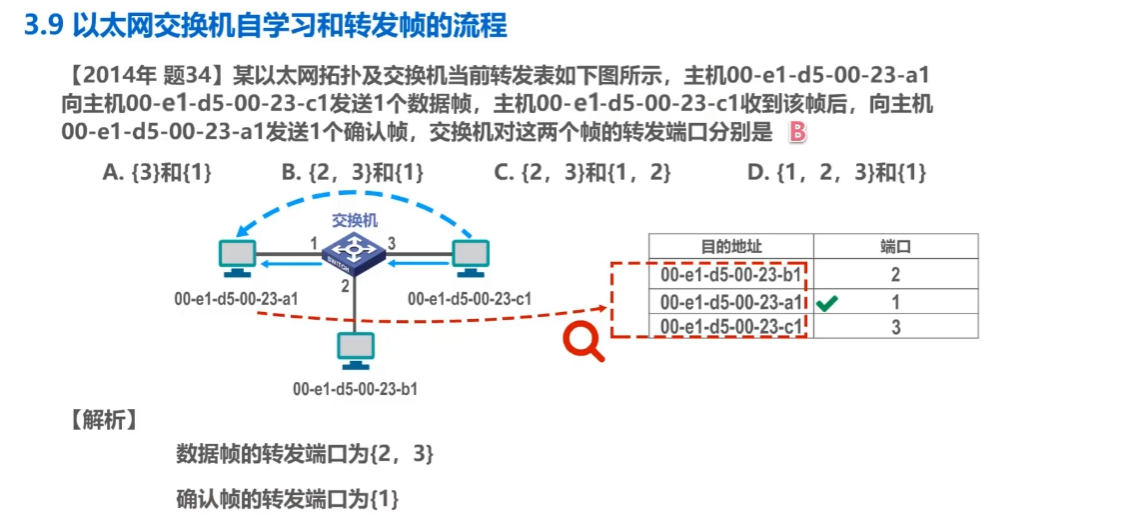 3.9 以太网交换机自学习和转发帧的流程
【2014年 题34】某以太网拓扑及交换机当前转发表如下图所示，主机00-e1-d5-00-23-a1
向主机00-e1-d5-00-23-c1发送1个数据帧，主机00-e1-d5-00-23-c1收到该帧后，向主机
00-e1-d5-00-23-a1发送1个确认帧，交换机对这两个帧的转发端口分别是 B
A. {3}和{1} B. {2，3}和{1} C. {2，3}和{1，2} D. {1，2，3}和{1}
交换机
1 3
SWITCH
2
00-e1-d5-00-23-a1 00-e1-d5-00-23-c1
00-e1-d5-00-23-b1
目的地址 端口
00-e1-d5-00-23-b1 2
00-e1-d5-00-23-a1 1
00-e1-d5-00-23-c1 3
【解析】
数据帧的转发端口为{2，3}
确认帧的转发端口为{1}